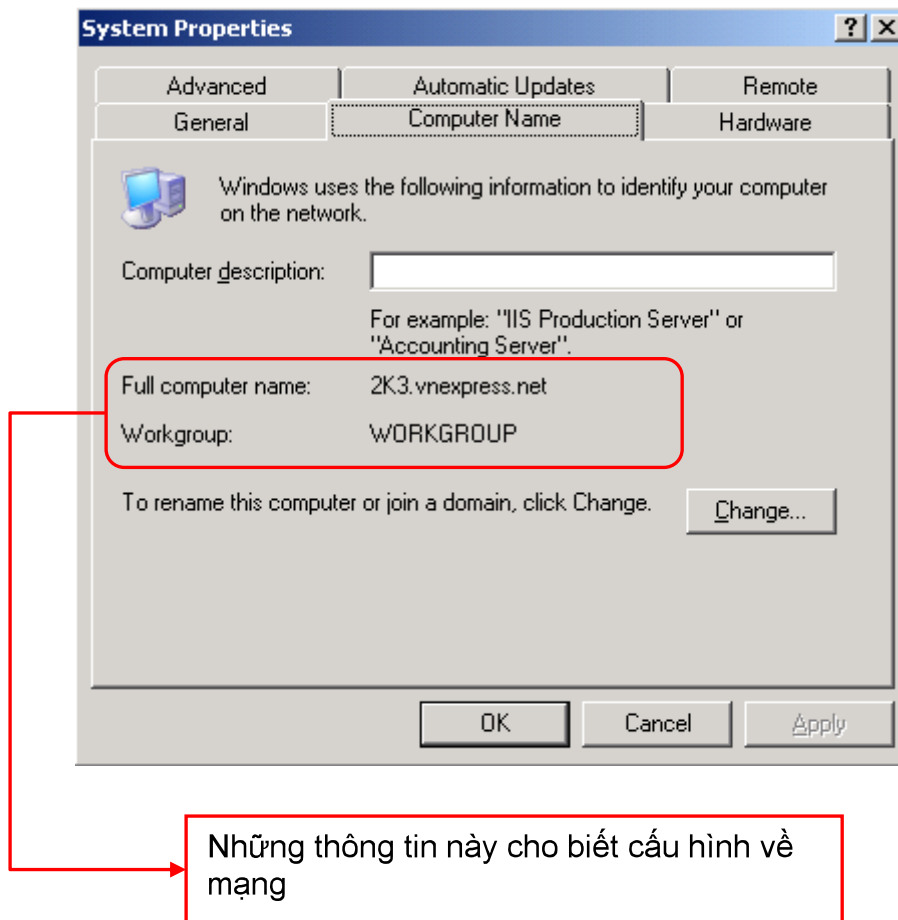 System Properties
Advanced
Automatic Updates
Remote
General
Computer Name
Hardware
Windows uses the following information to identify your computer
on the network.
Computer description:
For example: "IIS Production Server" or
"Accounting Server".
Full computer name:
2K3.vnexpress.net
Workgroup:
WORKGROUP
To rename this computer or join a domain, click Change.
Change...
OK
Cancel
Apply
Những thông tin này cho biết cấu hình về
mạng